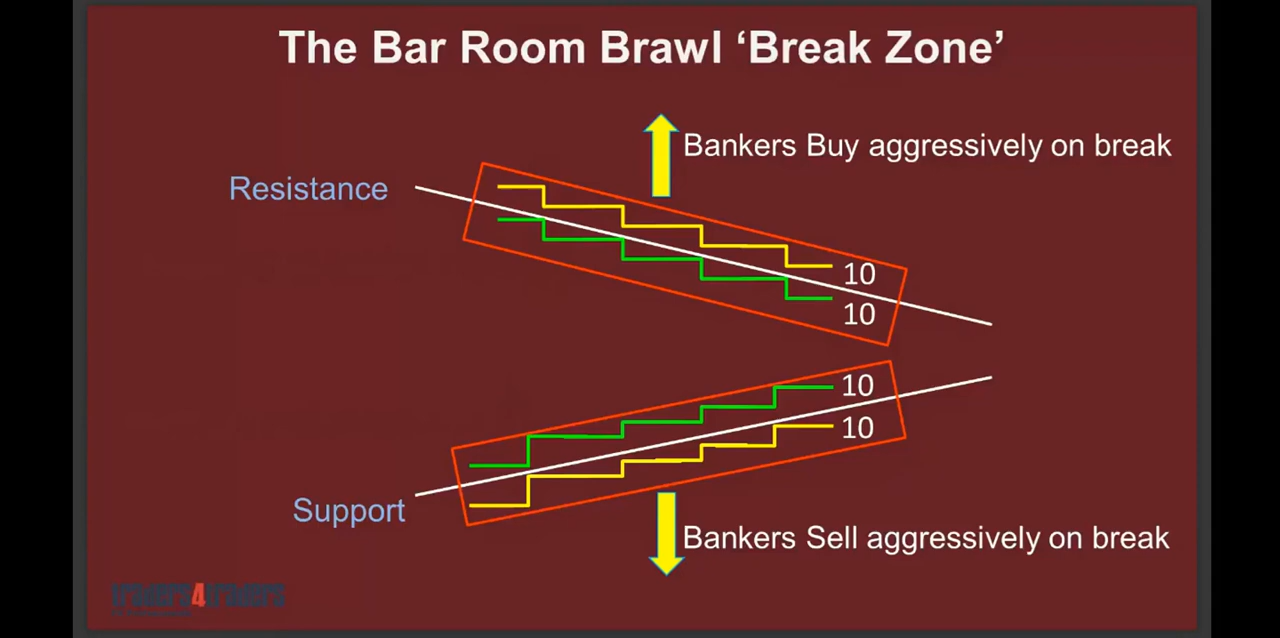 The Bar Room Brawl ‘Break Zone’
Bankers Buy aggressively on break
Resistance
10
10
10
10
Support
Bankers Sell aggressively on break
traders4traders